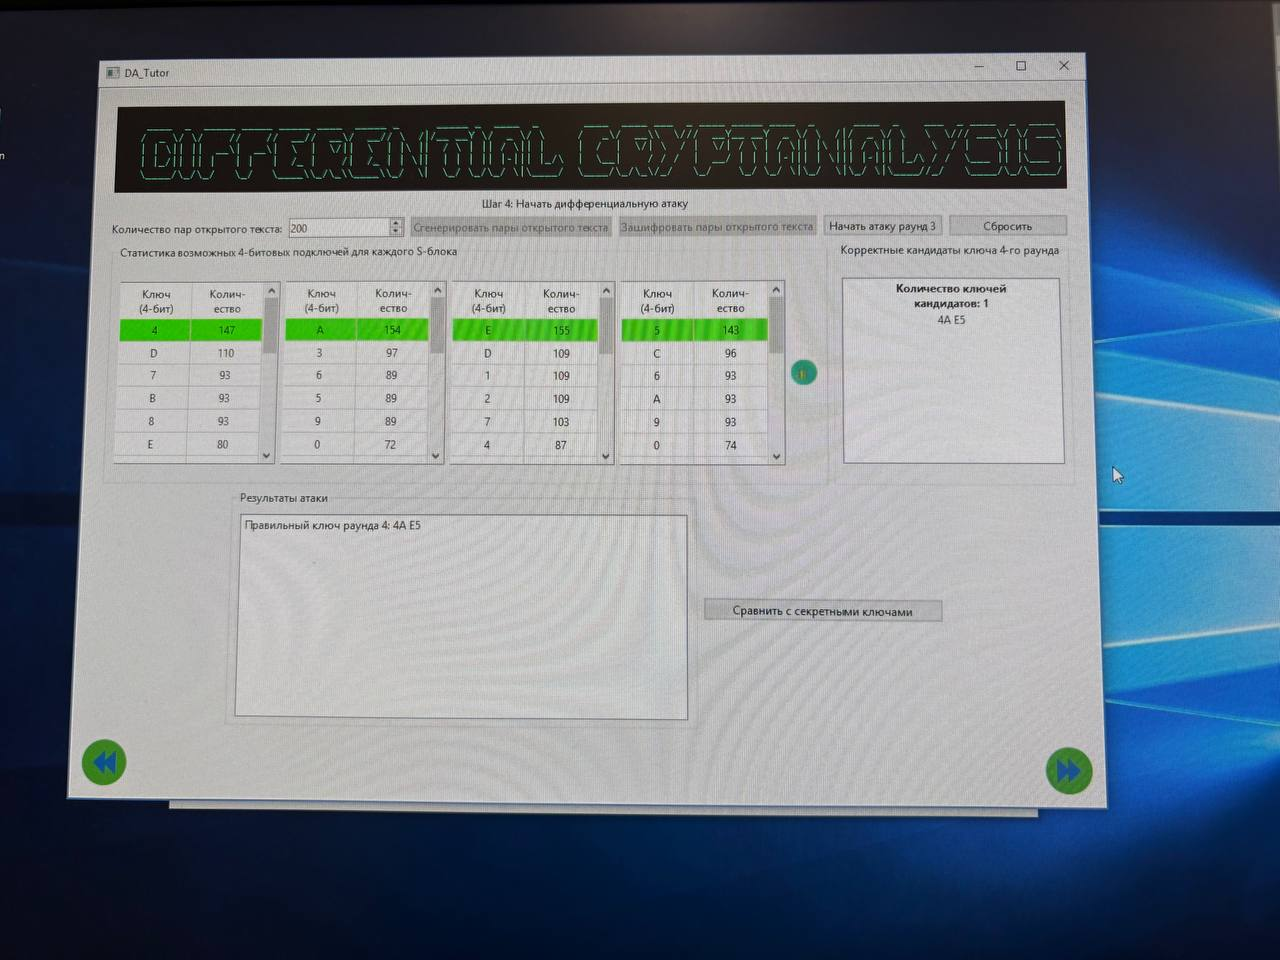 DA_Tutor
DIFFERENTIAL CRYPTANALYSIS
Шаг 4: Начать дифференциальную атаку
Количество пар открытого текста: 200 Сгенерировать пары открытого текста Зашифровать пары открытого текста Начать атаку раунд 3 Сбросить
Статистика возможных 4-битовых подключей для каждого S-блока
Ключ (4-бит) Колич-ество
4 147
D 110
7 93
B 93
8 93
E 80
Ключ (4-бит) Колич-ество
A 154
3 97
6 89
5 89
9 89
0 72
Ключ (4-бит) Колич-ество
E 155
D 109
1 109
2 109
7 103
4 87
Ключ (4-бит) Колич-ество
5 143
C 96
6 93
A 93
9 93
0 74
Корректные кандидаты ключа 4-го раунда
Количество ключей
кандидатов: 1
4A E5
Результаты атаки
Правильный ключ раунда 4: 4A E5
Сравнить с секретными ключами